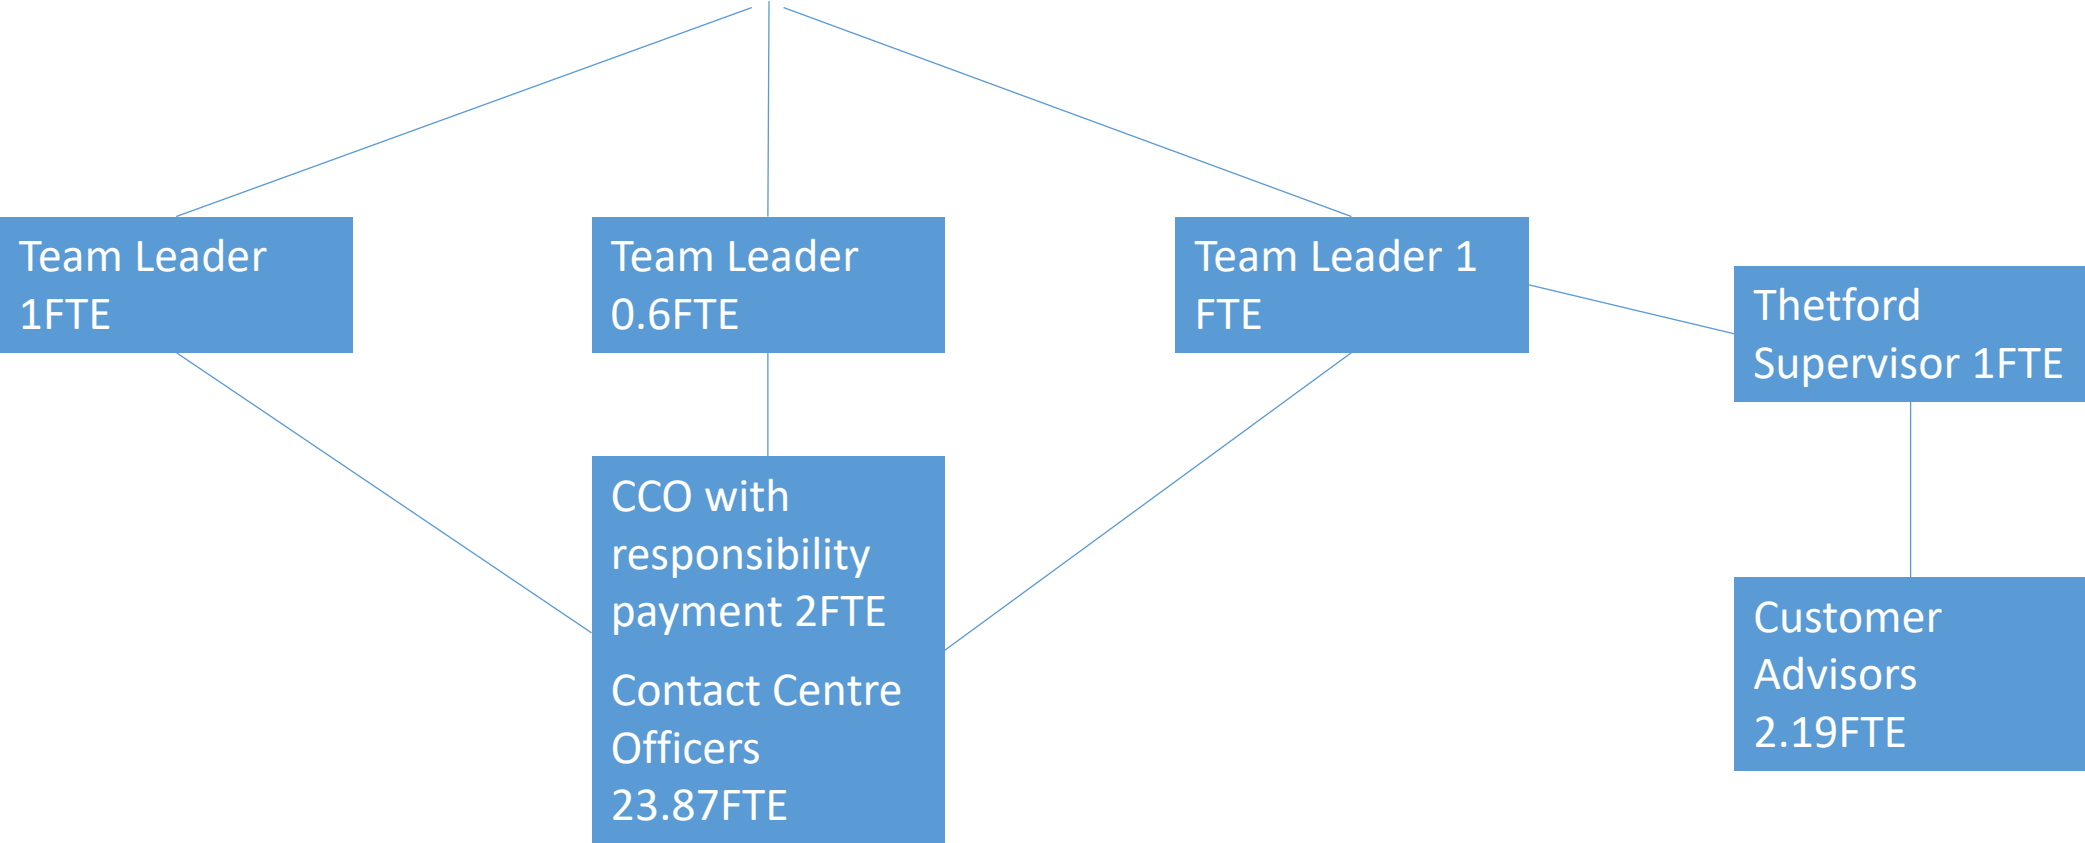 Team Leader
1FTE
Team Leader
0.6FTE
Team Leader 1
FTE
Thetford
Supervisor 1FTE
CCO with
responsibility
payment 2FTE
Contact Centre
Officers
23.87FTE
Customer
Advisors
2.19FTE